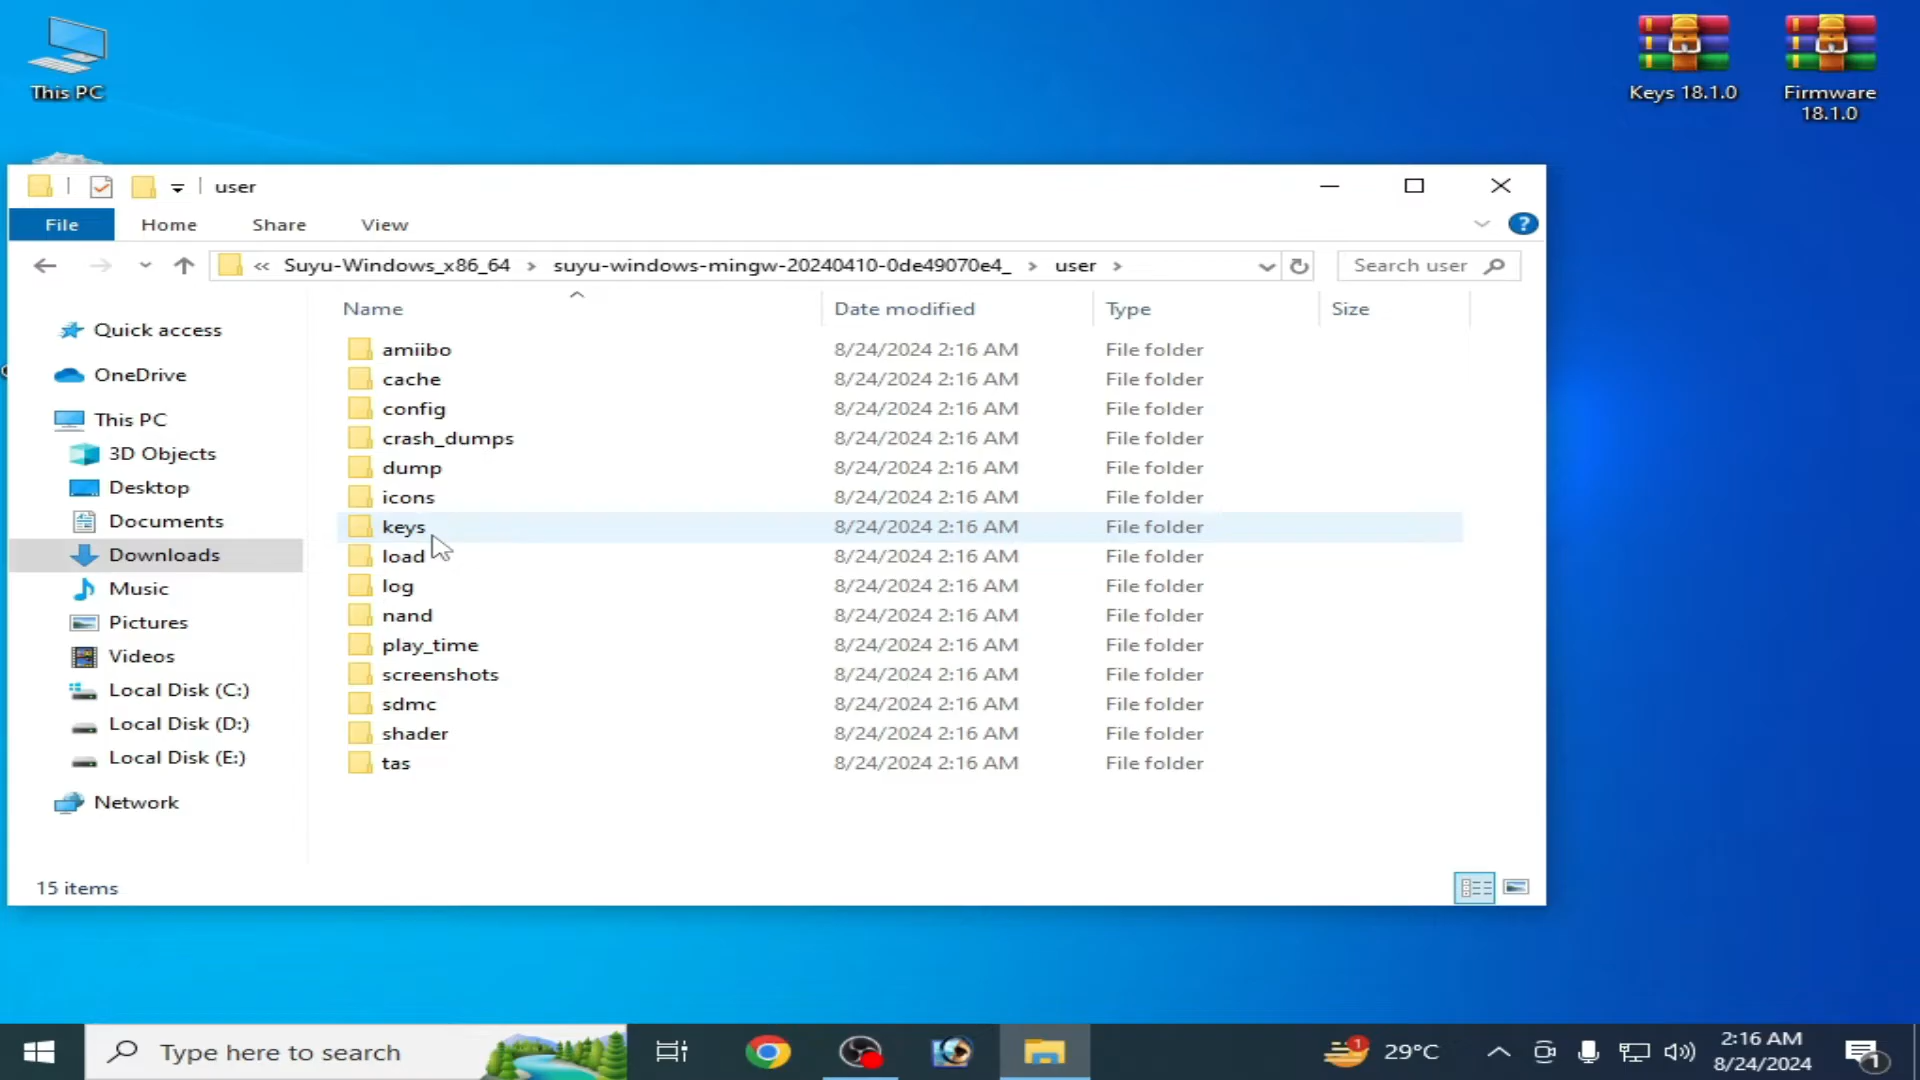 This PC
Keys 18.1.0
Firmware
18.1.0
user
File
Home
Share
View
?
« Suyu-Windows_x86_64 > suyu-windows-mingw-20240410-0de49070e4_ > user >
Search user
Name
Date modified
Type
Size
Quick access
OneDrive
This PC
3D Objects
Desktop
Documents
Downloads
Music
Pictures
Videos
Local Disk (C:)
Local Disk (D:)
Local Disk (E:)
Network
amiibo 8/24/2024 2:16 AM File folder
cache 8/24/2024 2:16 AM File folder
config 8/24/2024 2:16 AM File folder
crash_dumps 8/24/2024 2:16 AM File folder
dump 8/24/2024 2:16 AM File folder
icons 8/24/2024 2:16 AM File folder
keys 8/24/2024 2:16 AM File folder
load 8/24/2024 2:16 AM File folder
log 8/24/2024 2:16 AM File folder
nand 8/24/2024 2:16 AM File folder
play_time 8/24/2024 2:16 AM File folder
screenshots 8/24/2024 2:16 AM File folder
sdmc 8/24/2024 2:16 AM File folder
shader 8/24/2024 2:16 AM File folder
tas 8/24/2024 2:16 AM File folder
15 items
Type here to search
1
29°C
2:16 AM
8/24/2024
1